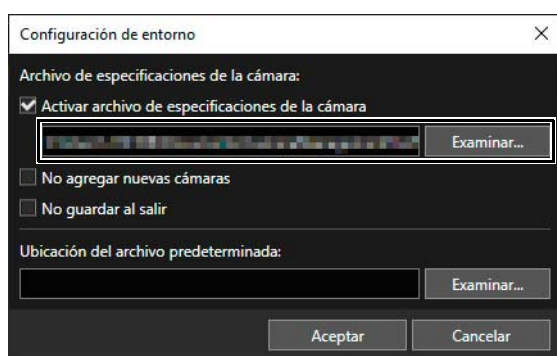 Configuración de entorno
Archivo de especificaciones de la cámara:
Activar archivo de especificaciones de la cámara
Examinar...
No agregar nuevas cámaras
No guardar al salir
Ubicación del archivo predeterminada:
Examinar...
Aceptar Cancelar